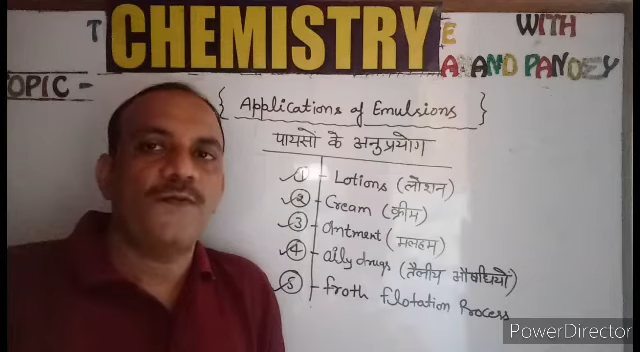 T CHEMISTRY E WITH
A AND PANDEY
OPIC -
{ Applications of Emulsions }
पायसों के अनुप्रयोग
① Lotions (लोशन)
② Cream (क्रीम)
③ Ointment (मलहम)
④ Oily drugs (तैलीय औषधियाँ)
⑤ froth flotation Process
PowerDirector